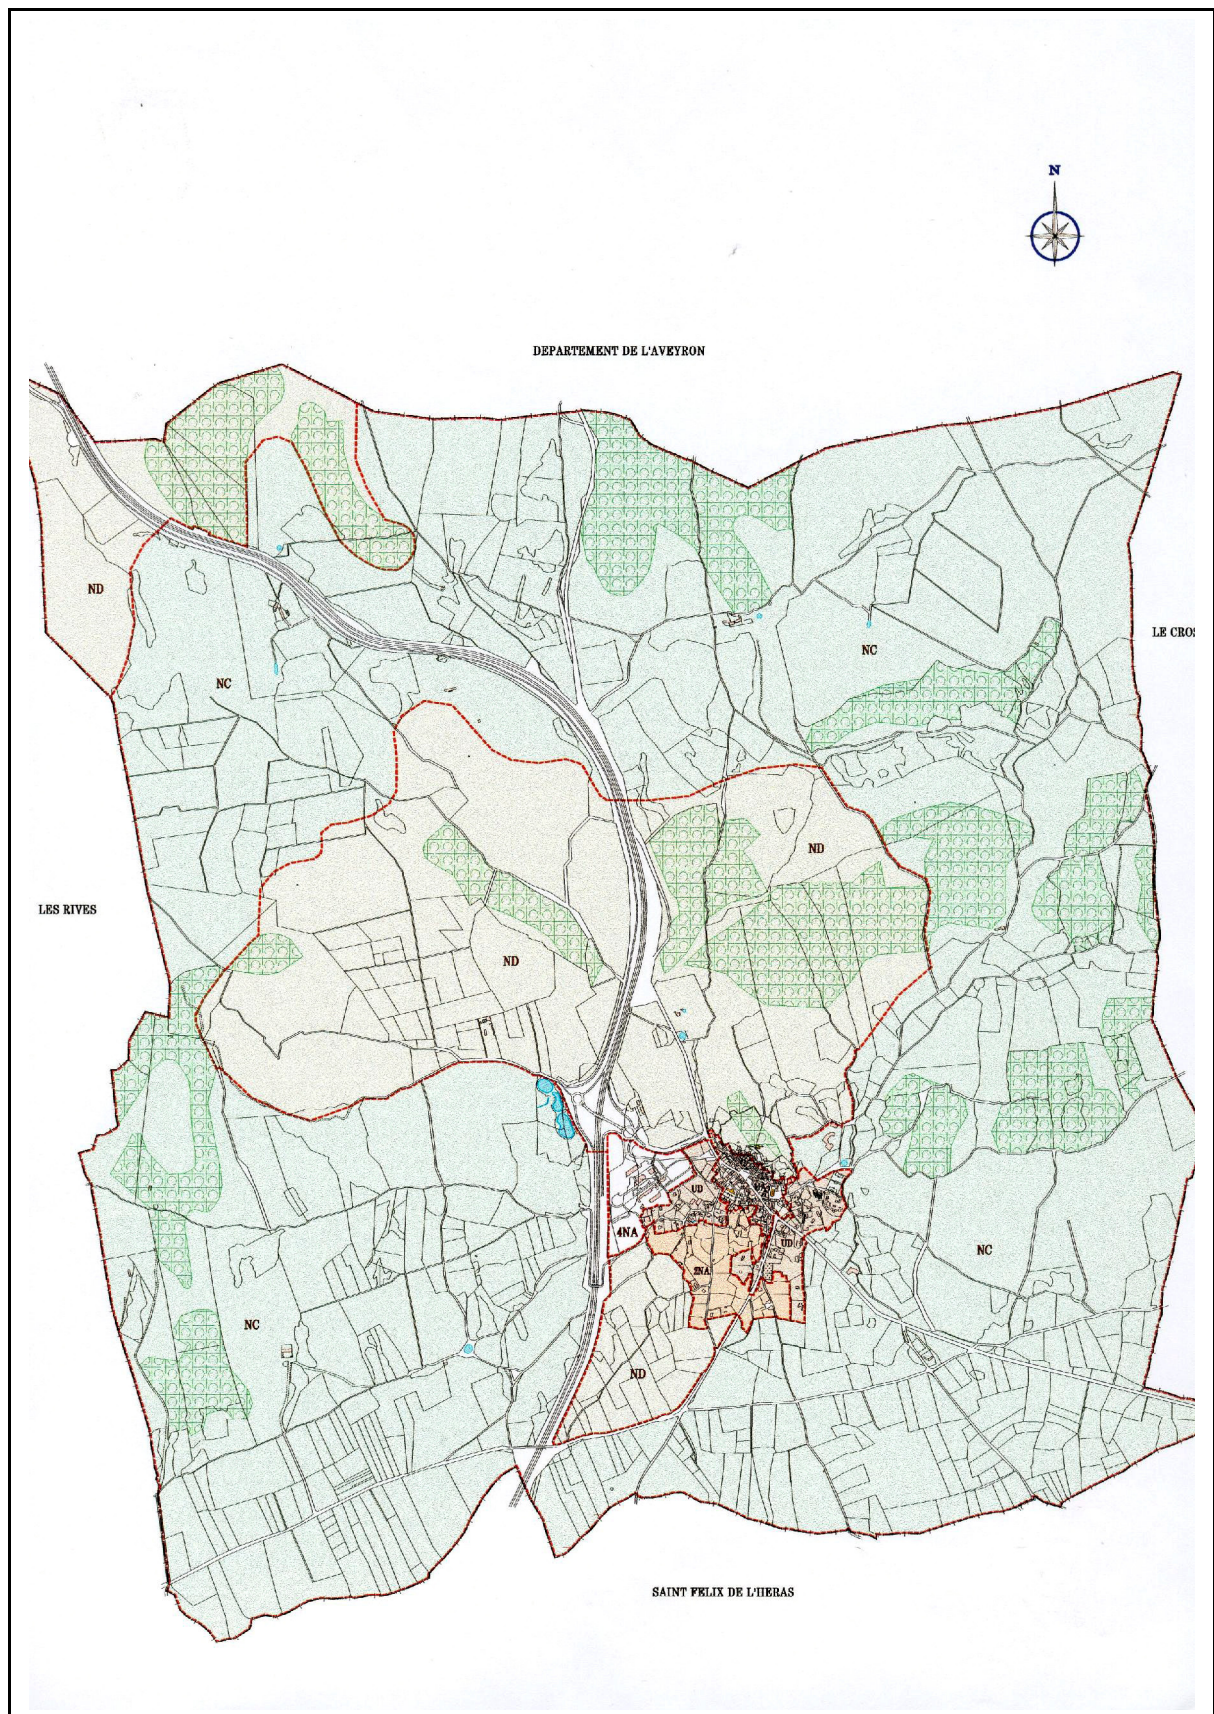 N
DEPARTEMENT DE L'AVEYRON
ND
LE CROS
NC
NC
ND
LES RIVES
ND
UD
4NA
UD
NC
2NA
NC
ND
SAINT FELIX DE L'HERAS